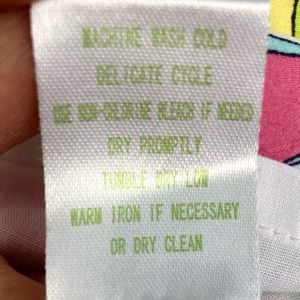 MACHINE WASH COLD
DELICATE CYCLE
USE NON-CHLORINE BLEACH IF NEEDED
DRY PROMPTLY
TUMBLE DRY LOW
WARM IRON IF NECESSARY
OR DRY CLEAN